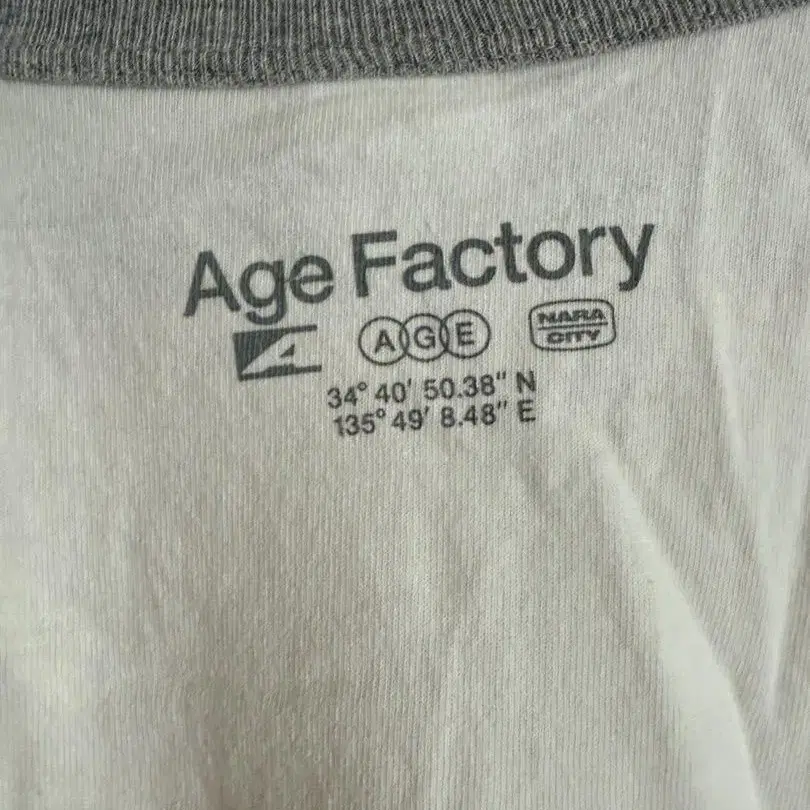 Age Factory
AGE NARA CITY
34° 40' 50.38" N
135° 49' 8.48" E